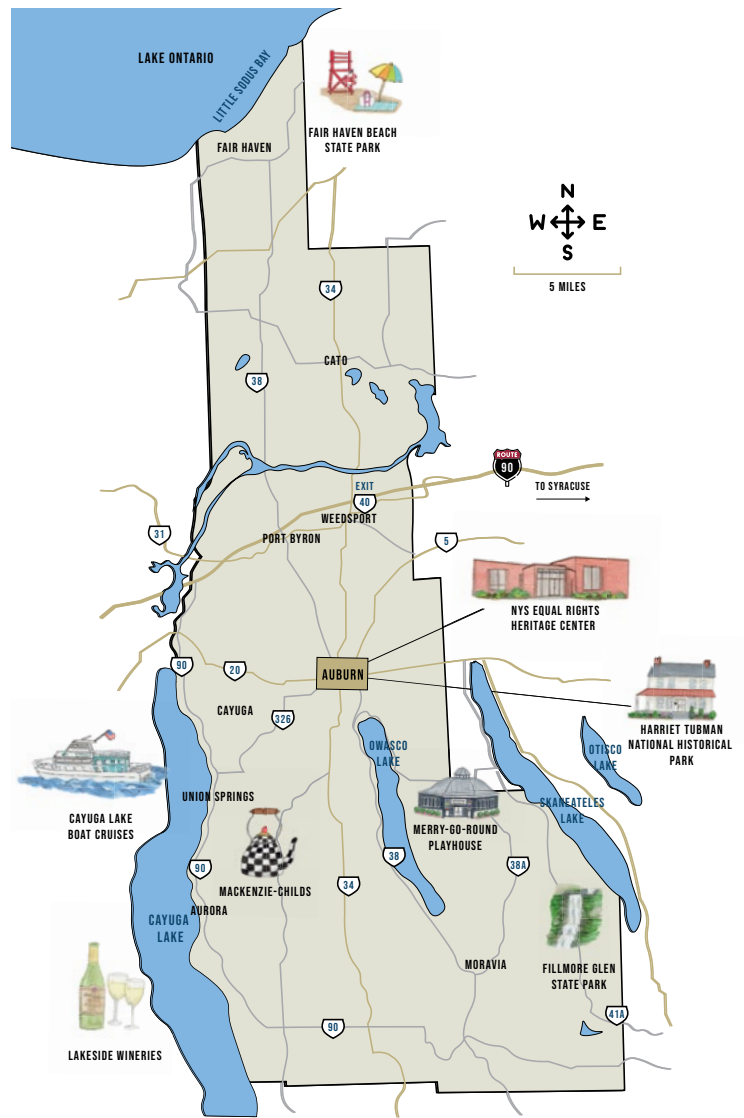 LAKE ONTARIO
LITTLE SODUS BAY
FAIR HAVEN BEACH
STATE PARK
FAIR HAVEN
N
W E
S
5 MILES
34
CATO
38
ROUTE
90
EXIT
40
TO SYRACUSE
WEEDSPORT
31
PORT BYRON
5
NYS EQUAL RIGHTS
HERITAGE CENTER
90
20
AUBURN
CAYUGA
326
HARRIET TUBMAN
NATIONAL HISTORICAL
PARK
OWASCO
LAKE
OTISCO
LAKE
UNION SPRINGS
SKANEATELES
LAKE
CAYUGA LAKE
BOAT CRUISES
MERRY-GO-ROUND
PLAYHOUSE
38
38A
90
MACKENZIE-CHILDS
34
AURORA
CAYUGA
LAKE
MORAVIA
FILLMORE GLEN
STATE PARK
41A
90
LAKESIDE WINERIES